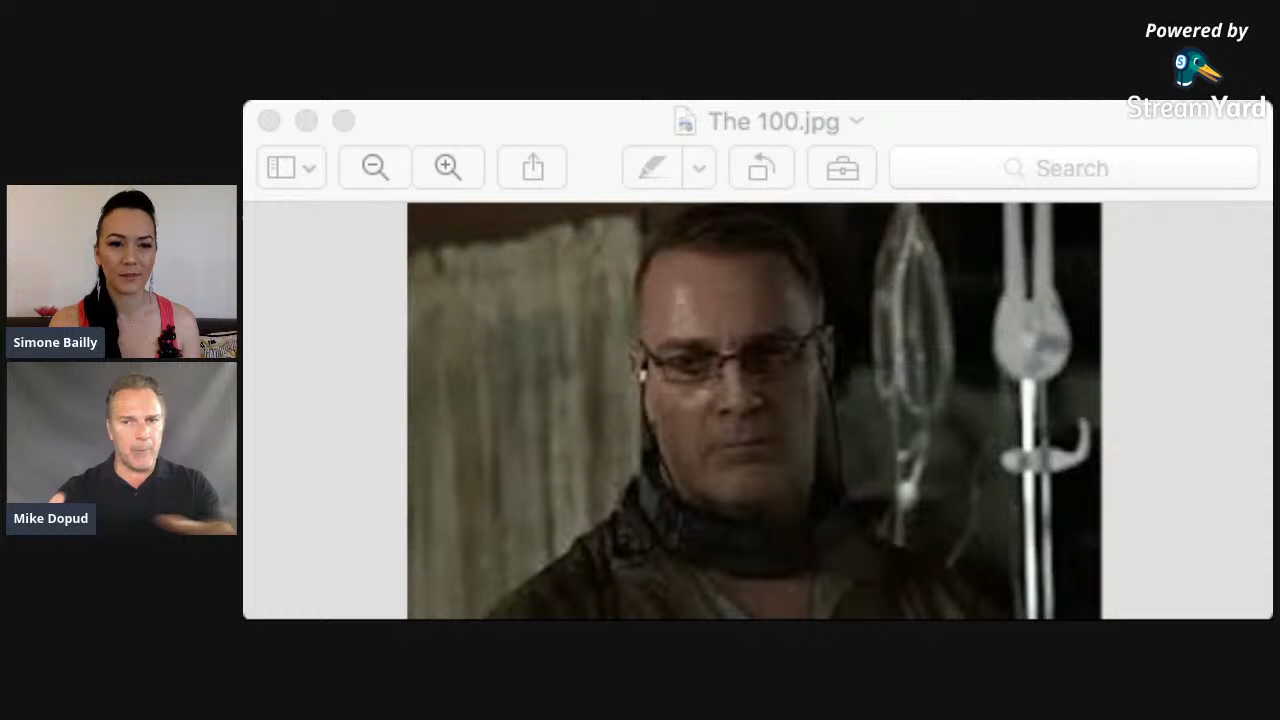 Powered by
StreamYard
The 100.jpg
Search
Simone Bailly
Mike Dopud